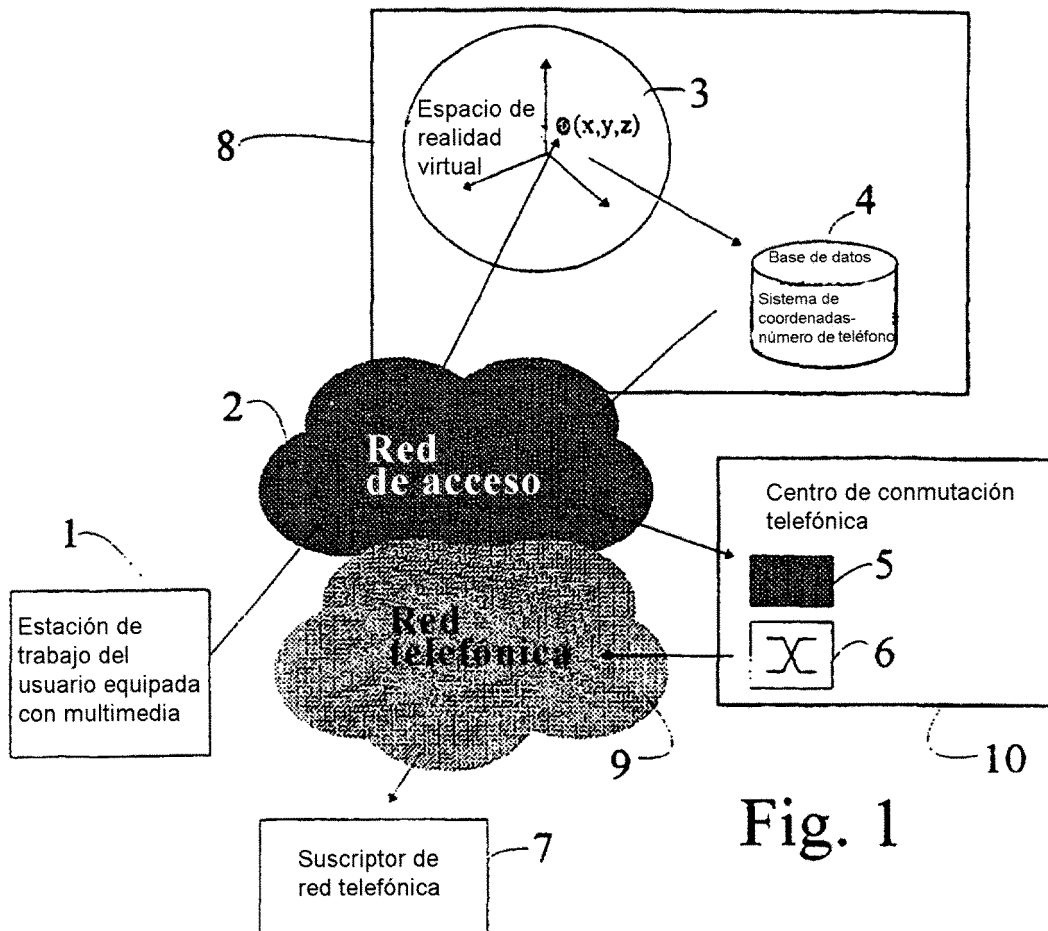 Espacio de
realidad
virtual
(x,y,z)
3
8
4
Base de datos
Sistema de
coordenadas-
número de teléfono
2
Red
de acceso
Centro de conmutación
telefónica
5
6
10
1
Estación de
trabajo del
usuario equipada
con multimedia
Red
telefónica
9
Suscriptor de
red telefónica
7
Fig. 1